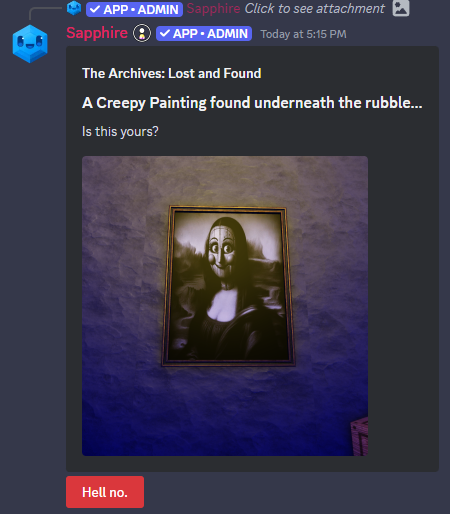 ✓ APP • ADMIN Sapphire Click to see attachment
Sapphire ✓ APP • ADMIN Today at 5:15 PM
The Archives: Lost and Found
A Creepy Painting found underneath the rubble...
Is this yours?
Hell no.